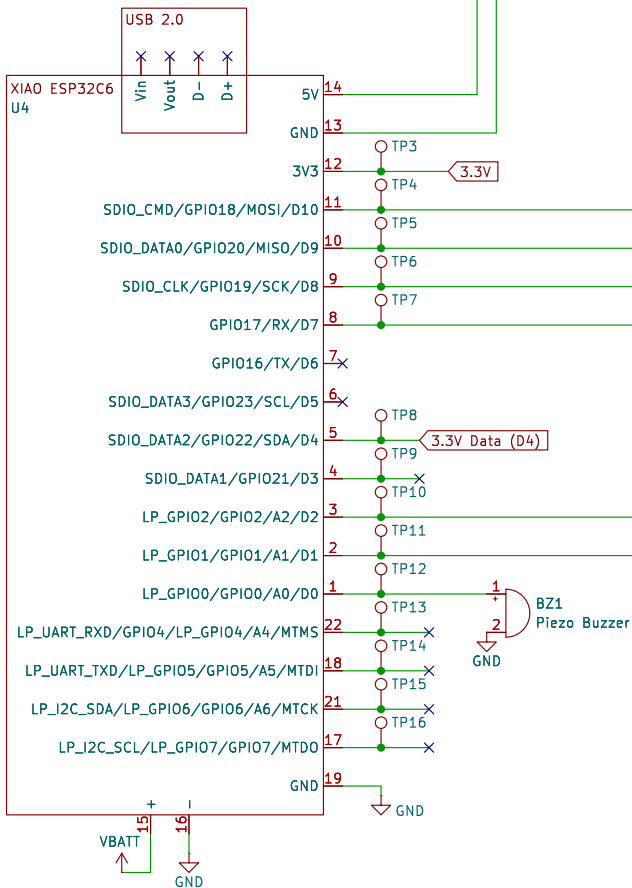 USB 2.0
Vin
Vout
D-
D+
XIAO ESP32C6
U4
5V 14
GND 13
TP3
3V3 12 3.3V
TP4
SDIO_CMD/GPIO18/MOSI/D10 11
TP5
SDIO_DATA0/GPIO20/MISO/D9 10
TP6
SDIO_CLK/GPIO19/SCK/D8 9
TP7
GPIO17/RX/D7 8
GPIO16/TX/D6 7
SDIO_DATA3/GPIO23/SCL/D5 6
TP8
SDIO_DATA2/GPIO22/SDA/D4 5 3.3V Data (D4)
TP9
SDIO_DATA1/GPIO21/D3 4
TP10
LP_GPIO2/GPIO2/A2/D2 3
TP11
LP_GPIO1/GPIO1/A1/D1 2
TP12
LP_GPIO0/GPIO0/A0/D0 1
1
+
BZ1
Piezo Buzzer
2
GND
TP13
LP_UART_RXD/GPIO4/LP_GPIO4/A4/MTMS 22
TP14
LP_UART_TXD/LP_GPIO5/GPIO5/A5/MTDI 18
TP15
LP_I2C_SDA/LP_GPIO6/GPIO6/A6/MTCK 21
TP16
LP_I2C_SCL/LP_GPIO7/GPIO7/MTDO 17
GND 19
GND
+ -
15 16
VBATT
GND